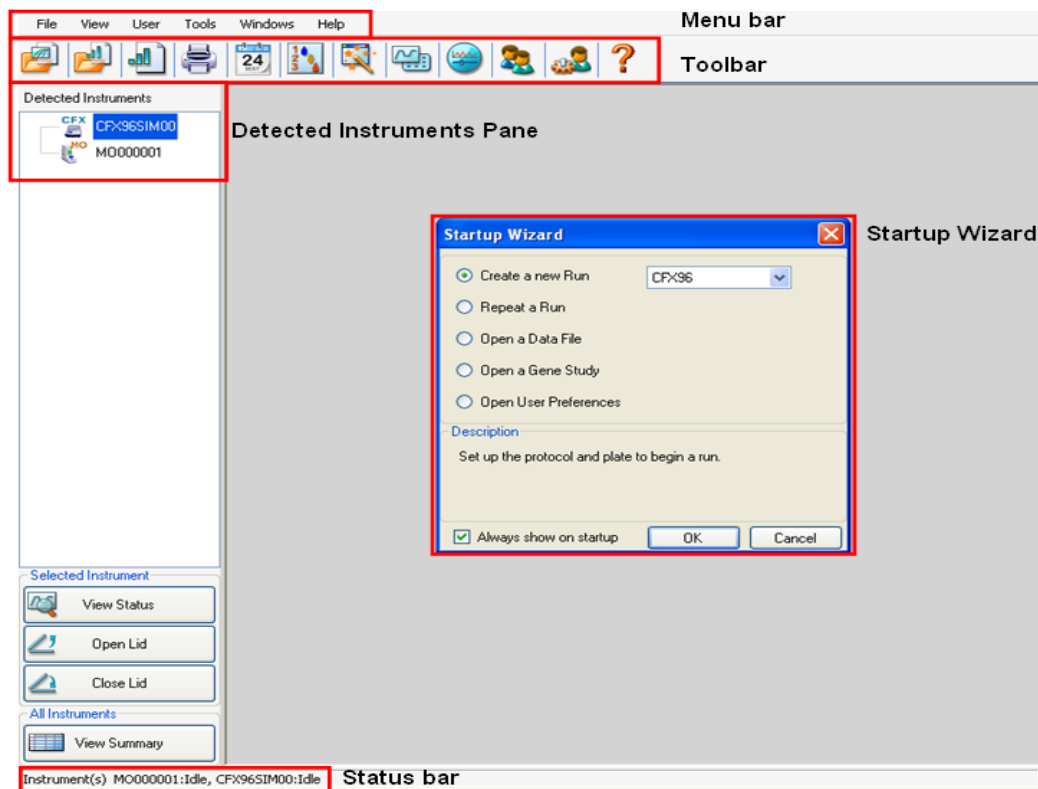 File View User Tools Windows Help
Menu bar
24
Toolbar
Detected Instruments
CFX CFX96SIM00
MO MO000001
Detected Instruments Pane
Startup Wizard
Startup Wizard
Create a new Run CFX96
Repeat a Run
Open a Data File
Open a Gene Study
Open User Preferences
Description
Set up the protocol and plate to begin a run.
Always show on startup OK Cancel
Selected Instrument
View Status
Open Lid
Close Lid
All Instruments
View Summary
Instrument(s) MO000001:Idle, CFX96SIM00:Idle
Status bar